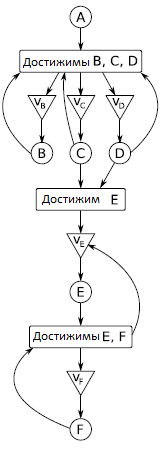 A
Достижимы B, C, D
V_B V_C V_D
B C D
Достижим E
V_E
E
Достижимы E, F
V_F
F